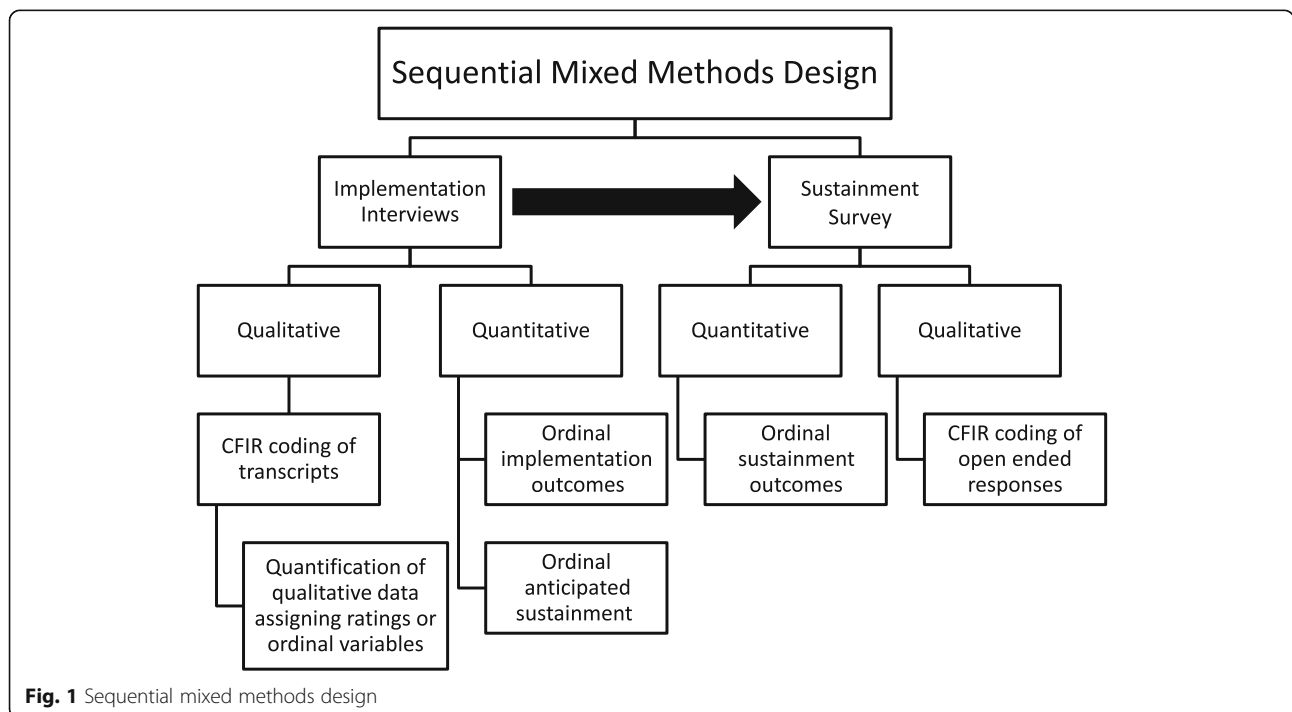 Sequential Mixed Methods Design
Implementation
Interviews
Sustainment
Survey
Qualitative
Quantitative
Quantitative
Qualitative
CFIR coding of
transcripts
Ordinal
implementation
outcomes
Ordinal
sustainment
outcomes
CFIR coding of
open ended
responses
Quantification of
qualitative data
assigning ratings or
ordinal variables
Ordinal
anticipated
sustainment
Fig. 1 Sequential mixed methods design